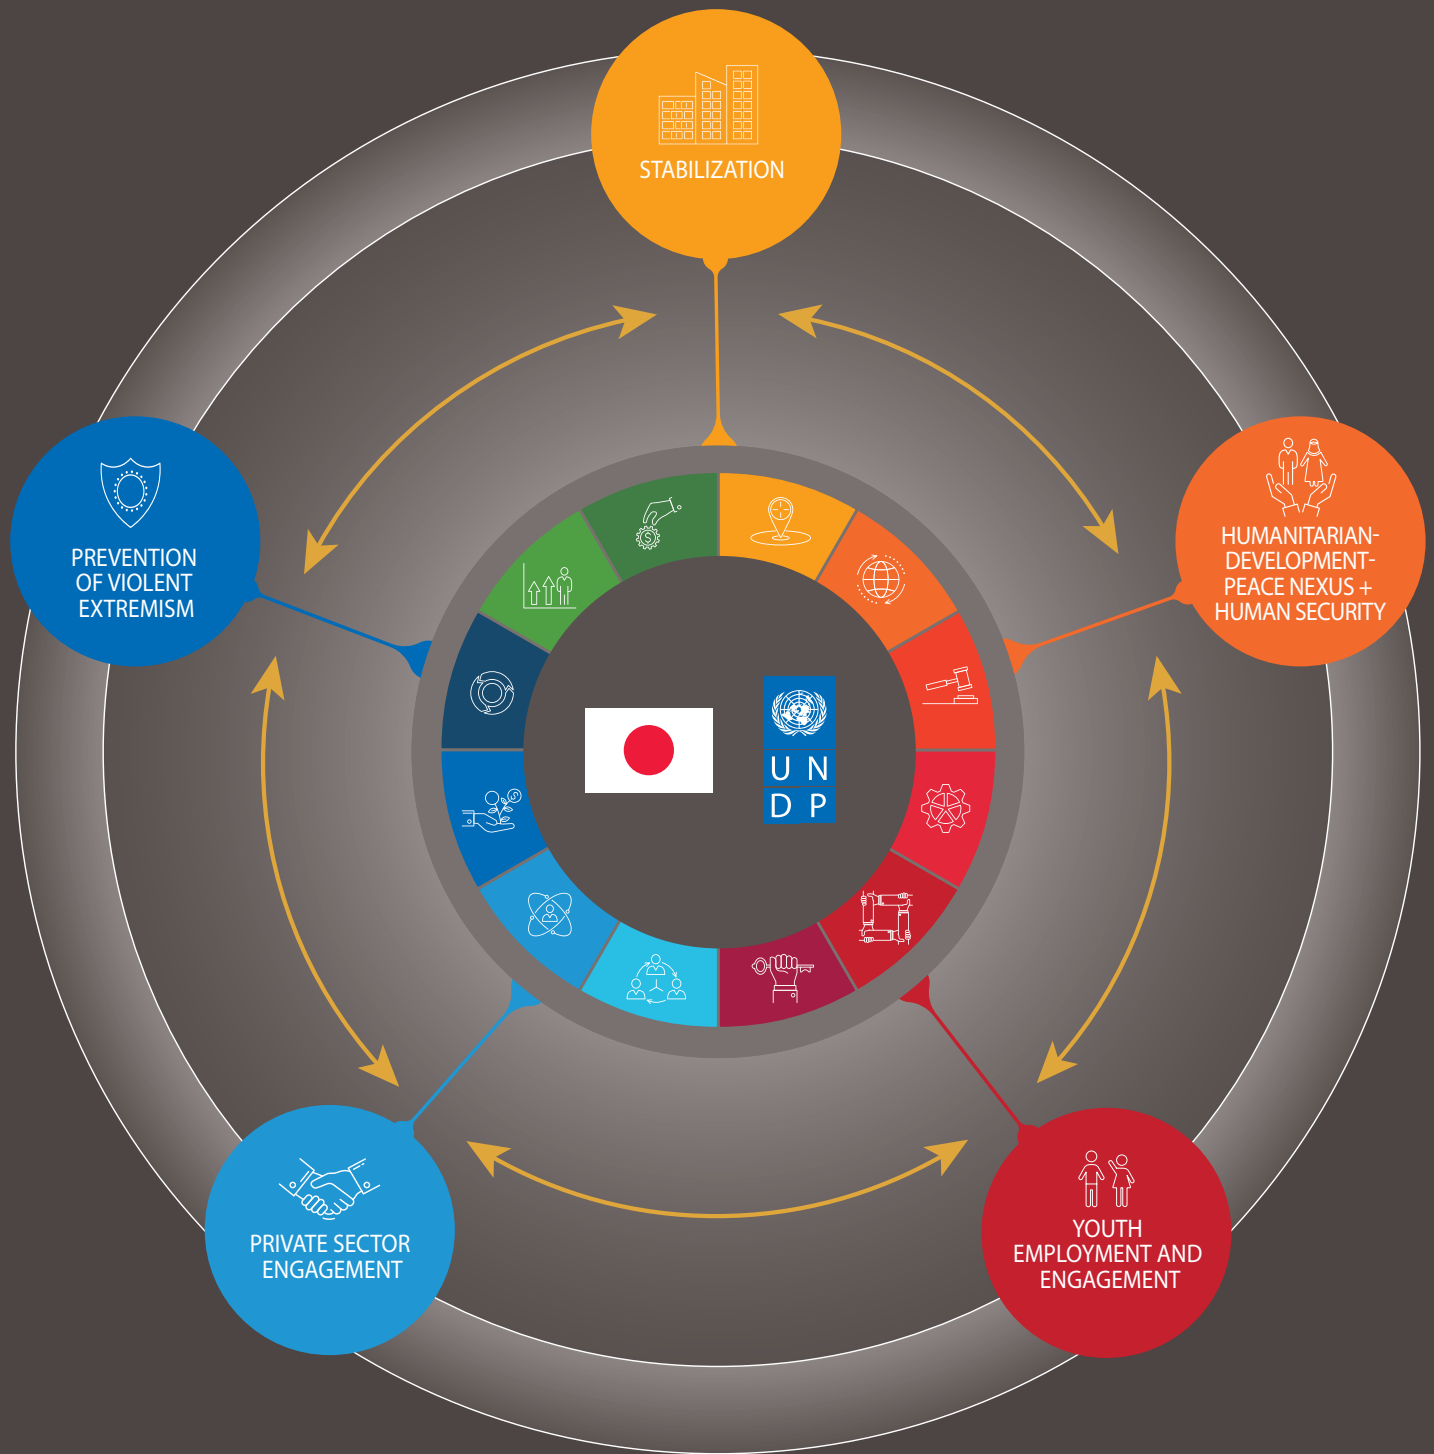 STABILIZATION
PREVENTION
OF VIOLENT
EXTREMISM
HUMANITARIAN-
DEVELOPMENT-
PEACE NEXUS +
HUMAN SECURITY
U N
D P
PRIVATE SECTOR
ENGAGEMENT
YOUTH
EMPLOYMENT AND
ENGAGEMENT